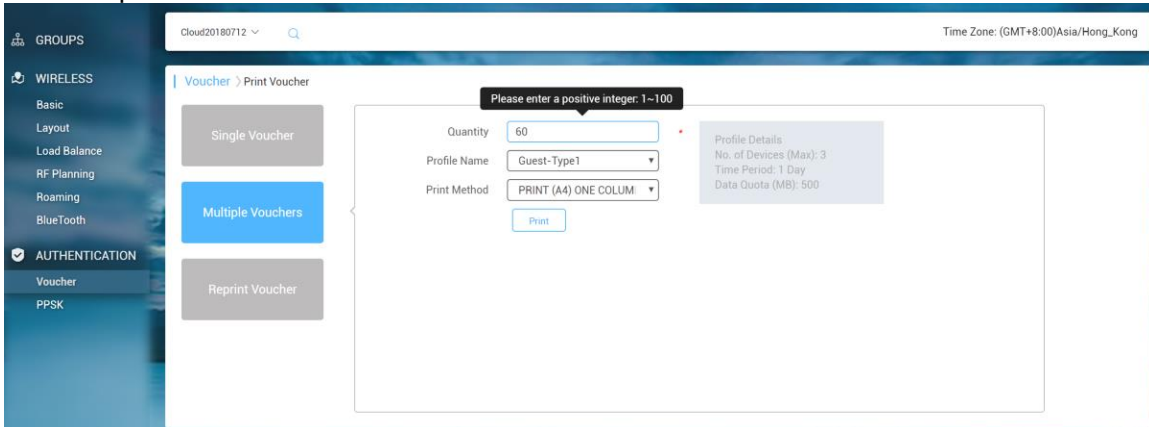 GROUPS
WIRELESS
Basic
Layout
Load Balance
RF Planning
Roaming
BlueTooth
AUTHENTICATION
Voucher
PPSK
Cloud20180712
Time Zone: (GMT+8:00)Asia/Hong_Kong
Voucher > Print Voucher
Single Voucher
Multiple Vouchers
Reprint Voucher
Please enter a positive integer: 1~100
Quantity 60 *
Profile Name Guest-Type1
Print Method PRINT (A4) ONE COLUM
Print
Profile Details
No. of Devices (Max): 3
Time Period: 1 Day
Data Quota (MB): 500